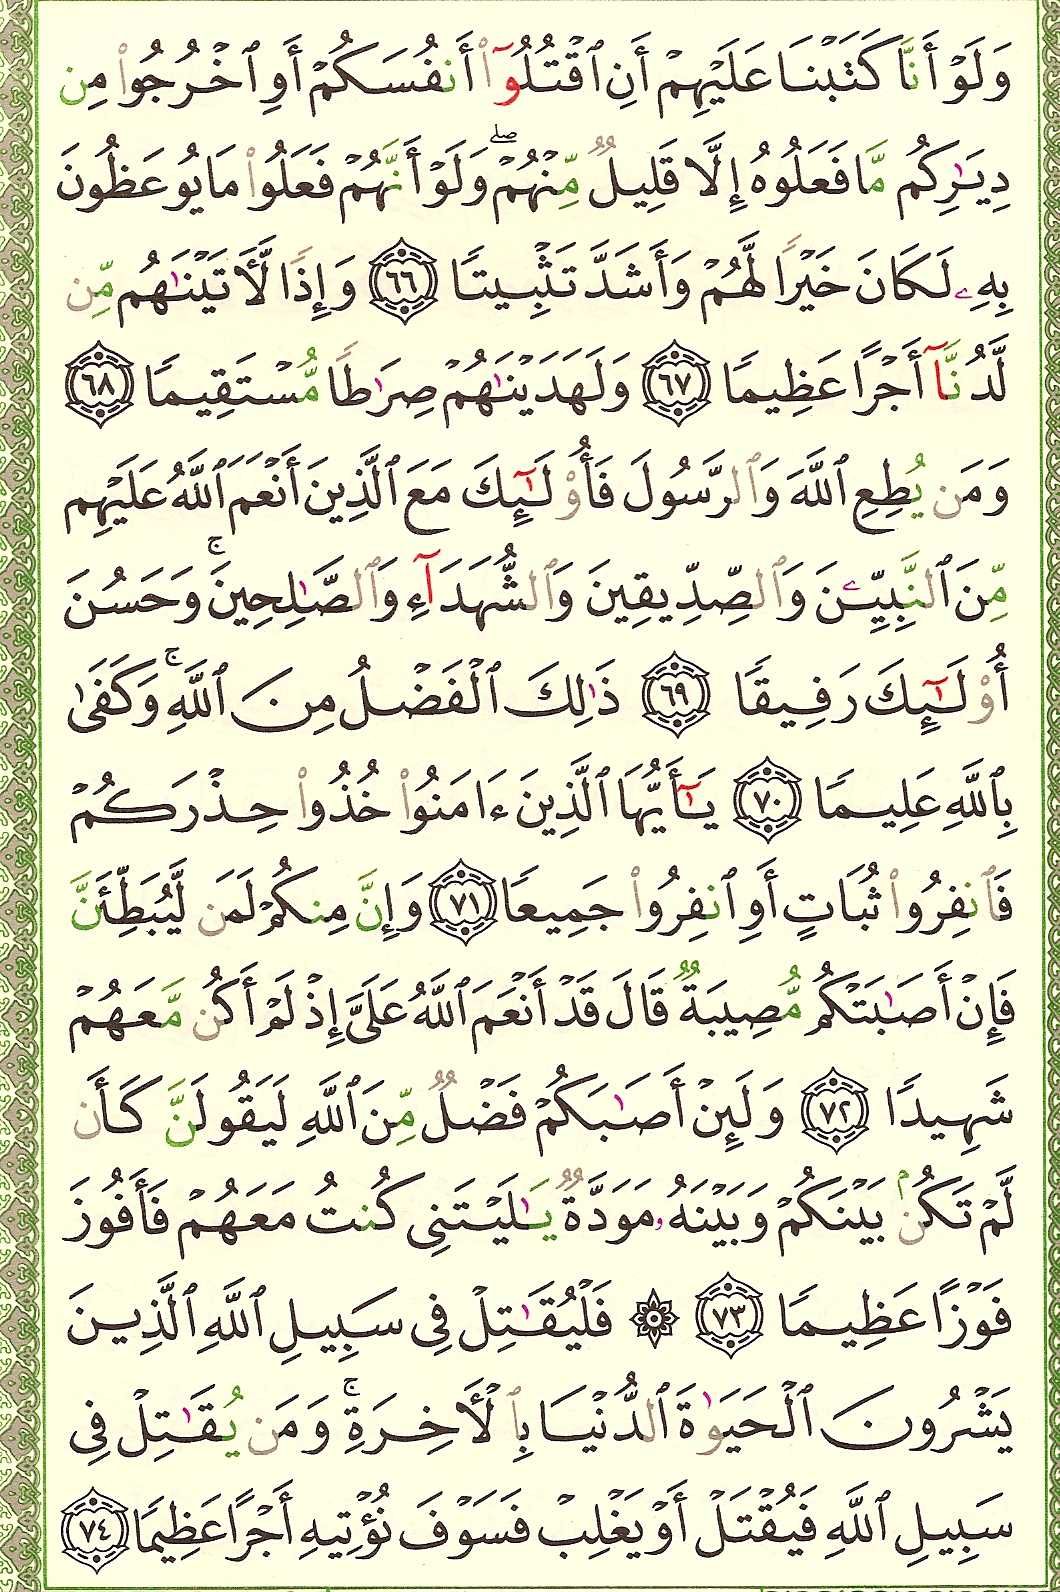 وَلَوْ أَنَّا كَتَبْنَا عَلَيْهِمْ أَنِ ٱقْتُلُوٓا۟ أَنفُسَكُمْ أَوِ ٱخْرُجُوا۟ مِن
دِيَـٰرِكُم مَّا فَعَلُوهُ إِلَّا قَلِيلٌ مِّنْهُمْ ۖ وَلَوْ أَنَّهُمْ فَعَلُوا۟ مَا يُوعَظُونَ
بِهِۦ لَكَانَ خَيْرًا لَّهُمْ وَأَشَدَّ تَثْبِيتًا ٦٦ وَإِذًا لَّـَٔاتَيْنَـٰهُم مِّن
لَّدُنَّآ أَجْرًا عَظِيمًا ٦٧ وَلَهَدَيْنَـٰهُمْ صِرَٰطًا مُّسْتَقِيمًا ٦٨
وَمَن يُطِعِ ٱللَّهَ وَٱلرَّسُولَ فَأُو۟لَـٰٓئِكَ مَعَ ٱلَّذِينَ أَنْعَمَ ٱللَّهُ عَلَيْهِم
مِّنَ ٱلنَّبِيِّـۧنَ وَٱلصِّدِّيقِينَ وَٱلشُّهَدَآءِ وَٱلصَّـٰلِحِينَ ۚ وَحَسُنَ
أُو۟لَـٰٓئِكَ رَفِيقًا ٦٩ ذَٰلِكَ ٱلْفَضْلُ مِنَ ٱللَّهِ ۚ وَكَفَىٰ
بِٱللَّهِ عَلِيمًا ٧٠ يَـٰٓأَيُّهَا ٱلَّذِينَ ءَامَنُوا۟ خُذُوا۟ حِذْرَكُمْ
فَٱنفِرُوا۟ ثُبَاتٍ أَوِ ٱنفِرُوا۟ جَمِيعًا ٧١ وَإِنَّ مِنكُمْ لَمَن لَّيُبَطِّئَنَّ
فَإِنْ أَصَـٰبَتْكُم مُّصِيبَةٌ قَالَ قَدْ أَنْعَمَ ٱللَّهُ عَلَىَّ إِذْ لَمْ أَكُن مَّعَهُمْ
شَهِيدًا ٧٢ وَلَئِنْ أَصَـٰبَكُمْ فَضْلٌ مِّنَ ٱللَّهِ لَيَقُولَنَّ كَأَن
لَّمْ تَكُنۢ بَيْنَكُمْ وَبَيْنَهُۥ مَوَدَّةٌ يَـٰلَيْتَنِى كُنتُ مَعَهُمْ فَأَفُوزَ
فَوْزًا عَظِيمًا ٧٣ ۞ فَلْيُقَـٰتِلْ فِى سَبِيلِ ٱللَّهِ ٱلَّذِينَ
يَشْرُونَ ٱلْحَيَوٰةَ ٱلدُّنْيَا بِٱلْـَٔاخِرَةِ ۚ وَمَن يُقَـٰتِلْ فِى
سَبِيلِ ٱللَّهِ فَيُقْتَلْ أَوْ يَغْلِبْ فَسَوْفَ نُؤْتِيهِ أَجْرًا عَظِيمًا ٧٤